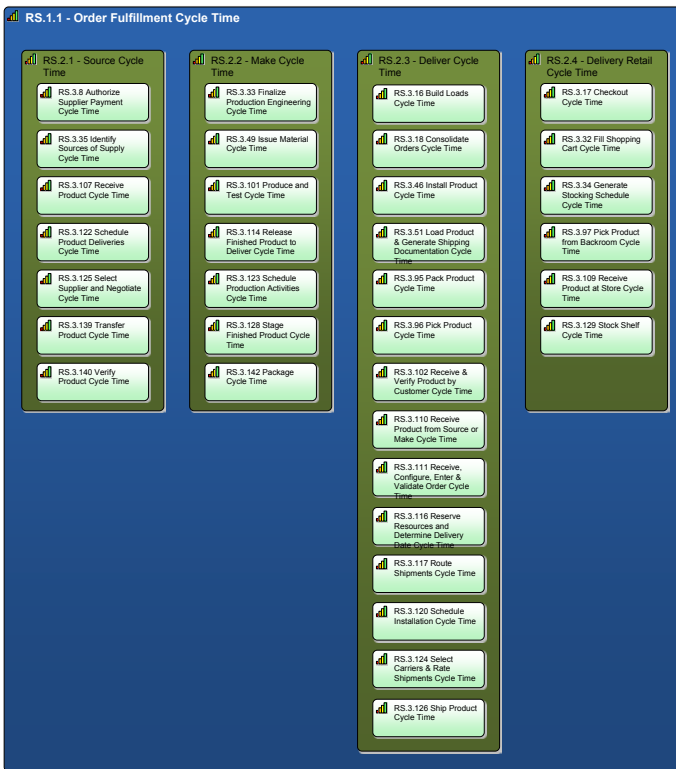 RS.1.1 - Order Fulfillment Cycle Time
RS.2.1 - Source Cycle
Time
RS.3.8 Authorize
Supplier Payment
Cycle Time
RS.3.35 Identify
Sources of Supply
Cycle Time
RS.3.107 Receive
Product Cycle Time
RS.3.122 Schedule
Product Deliveries
Cycle Time
RS.3.125 Select
Supplier and Negotiate
Cycle Time
RS.3.139 Transfer
Product Cycle Time
RS.3.140 Verify
Product Cycle Time
RS.2.2 - Make Cycle
Time
RS.3.33 Finalize
Production Engineering
Cycle Time
RS.3.49 Issue Material
Cycle Time
RS.3.101 Produce and
Test Cycle Time
RS.3.114 Release
Finished Product to
Deliver Cycle Time
RS.3.123 Schedule
Production Activities
Cycle Time
RS.3.128 Stage
Finished Product Cycle
Time
RS.3.142 Package
Cycle Time
RS.2.3 - Deliver Cycle
Time
RS.3.16 Build Loads
Cycle Time
RS.3.18 Consolidate
Orders Cycle Time
RS.3.46 Install Product
Cycle Time
RS.3.51 Load Product
& Generate Shipping
Documentation Cycle
Time
RS.3.95 Pack Product
Cycle Time
RS.3.96 Pick Product
Cycle Time
RS.3.102 Receive &
Verify Product by
Customer Cycle Time
RS.3.110 Receive
Product from Source or
Make Cycle Time
RS.3.111 Receive,
Configure, Enter &
Validate Order Cycle
Time
RS.3.116 Reserve
Resources and
Determine Delivery
Date Cycle Time
RS.3.117 Route
Shipments Cycle Time
RS.3.120 Schedule
Installation Cycle Time
RS.3.124 Select
Carriers & Rate
Shipments Cycle Time
RS.3.126 Ship Product
Cycle Time
RS.2.4 - Delivery Retail
Cycle Time
RS.3.17 Checkout
Cycle Time
RS.3.32 Fill Shopping
Cart Cycle Time
RS.3.34 Generate
Stocking Schedule
Cycle Time
RS.3.97 Pick Product
from Backroom Cycle
Time
RS.3.109 Receive
Product at Store Cycle
Time
RS.3.129 Stock Shelf
Cycle Time